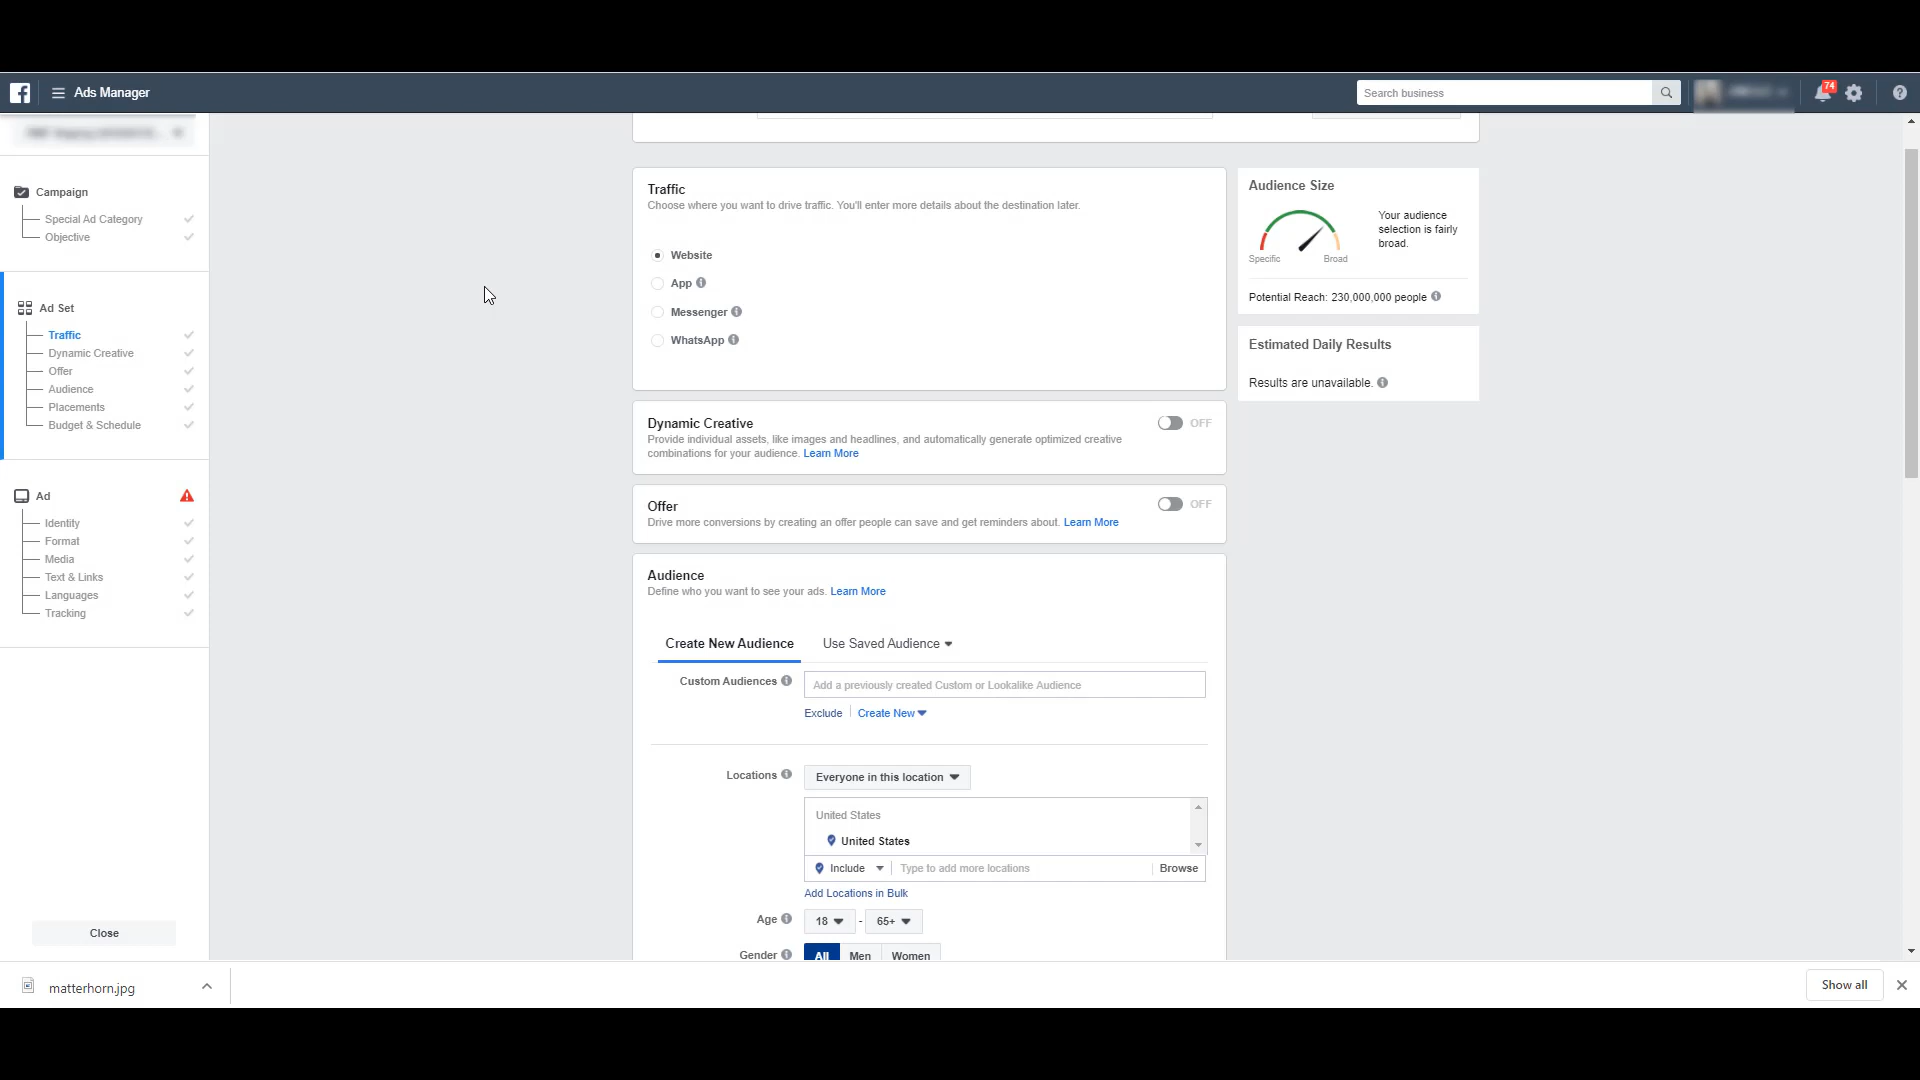 Ads Manager
Search business
74
Campaign
Special Ad Category
Objective
Ad Set
Traffic
Dynamic Creative
Offer
Audience
Placements
Budget & Schedule
Ad
Identity
Format
Media
Text & Links
Languages
Tracking
Close
Traffic
Choose where you want to drive traffic. You'll enter more details about the destination later.
Website
App
Messenger
WhatsApp
Dynamic Creative
OFF
Provide individual assets, like images and headlines, and automatically generate optimized creative
combinations for your audience. Learn More
Offer
OFF
Drive more conversions by creating an offer people can save and get reminders about. Learn More
Audience
Define who you want to see your ads. Learn More
Create New Audience Use Saved Audience
Custom Audiences
Add a previously created Custom or Lookalike Audience
Exclude Create New
Locations
Everyone in this location
United States
United States
Include Type to add more locations Browse
Add Locations in Bulk
Age 18 - 65+
Gender All Men Women
Audience Size
Your audience
selection is fairly
broad.
Specific Broad
Potential Reach: 230,000,000 people
Estimated Daily Results
Results are unavailable.
matterhorn.jpg
Show all